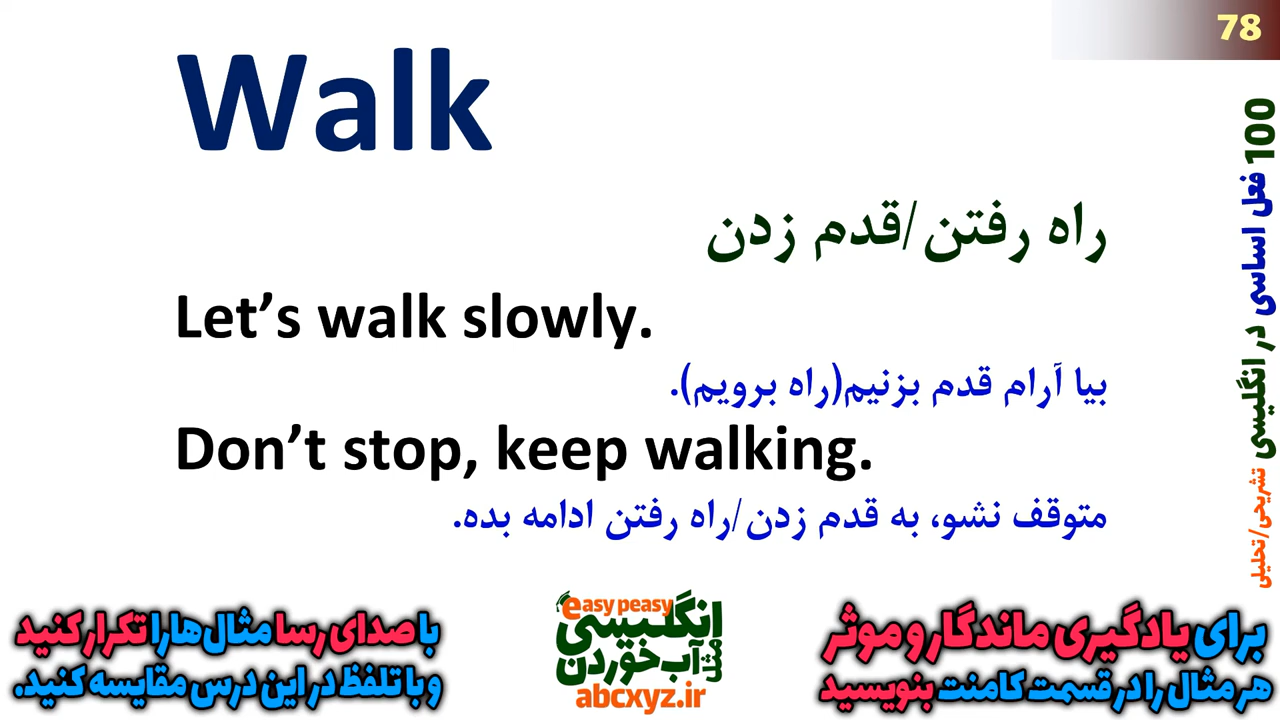 78
Walk
راه رفتن/قدم زدن
Let’s walk slowly.
بیا آرام قدم بزنیم(راه برویم).
Don’t stop, keep walking.
متوقف نشو، به قدم زدن/راه رفتن ادامه بده.
100 فعل اساسی در انگلیسی تشریحی/تحلیلی
برای یادگیری ماندگار و موثر
هر مثال را در قسمت کامنت بنویسید
easy peasy
انگلیسی
مثل
آب خوردن
abcxyz.ir
با صدای رسا مثال‌ها را تکرار کنید
و با تلفظ در این درس مقایسه کنید.